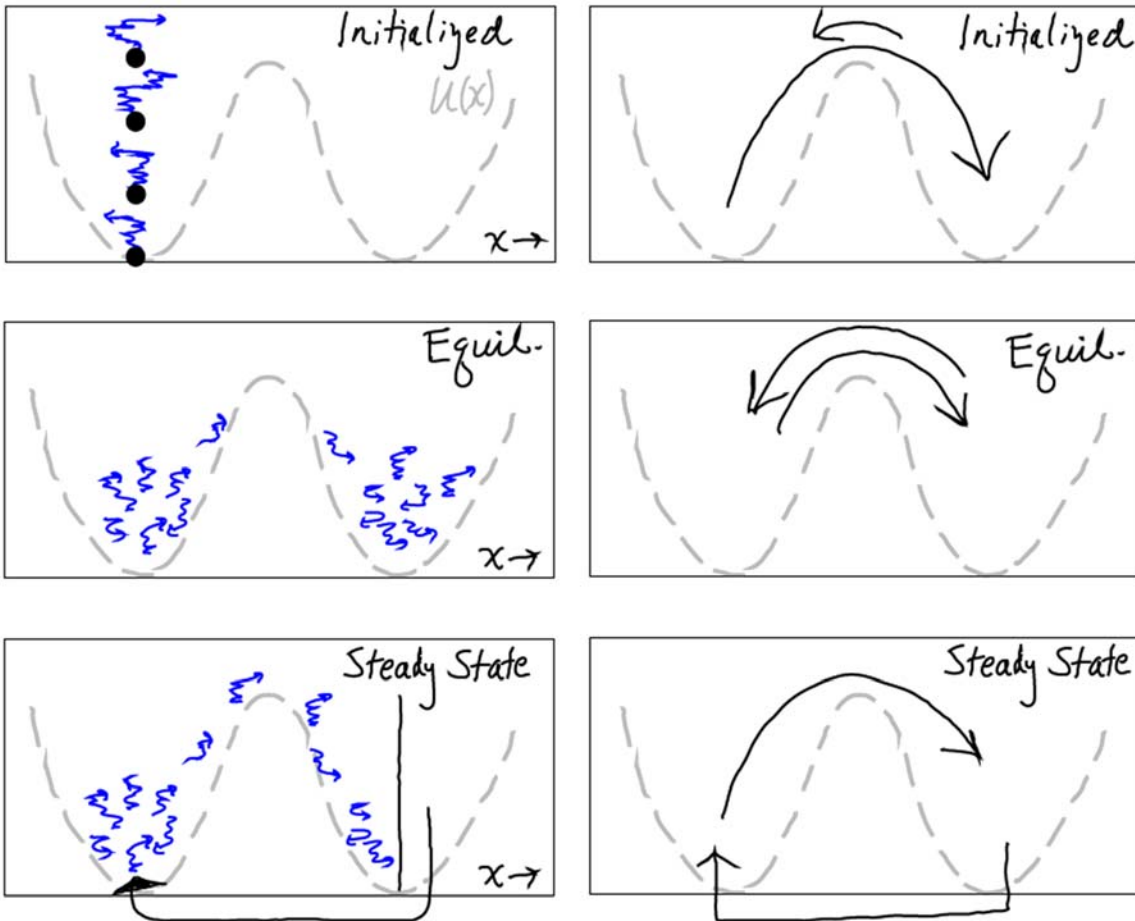 Initialized
U(x)
x →
Initialized
Equil.
x →
Equil.
Steady State
x →
Steady State